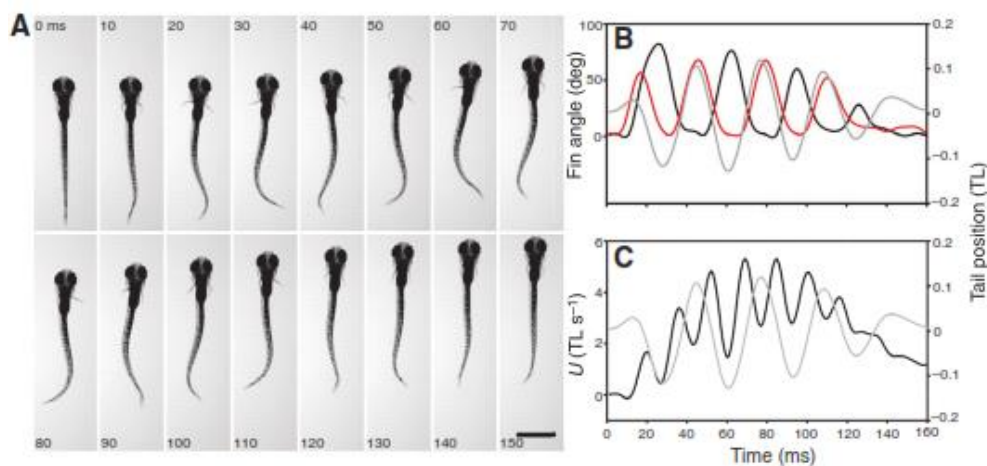 A
0 ms 10 20 30 40 50 60 70
80 90 100 110 120 130 140 150
B
Fin angle (deg)
100
50
0
0.2
0.1
0
–0.1
–0.2
Tail position (TL)
C
U (TL s⁻¹)
6
4
2
0
0.2
0.1
0
–0.1
–0.2
0 20 40 60 80 100 120 140 160
Time (ms)